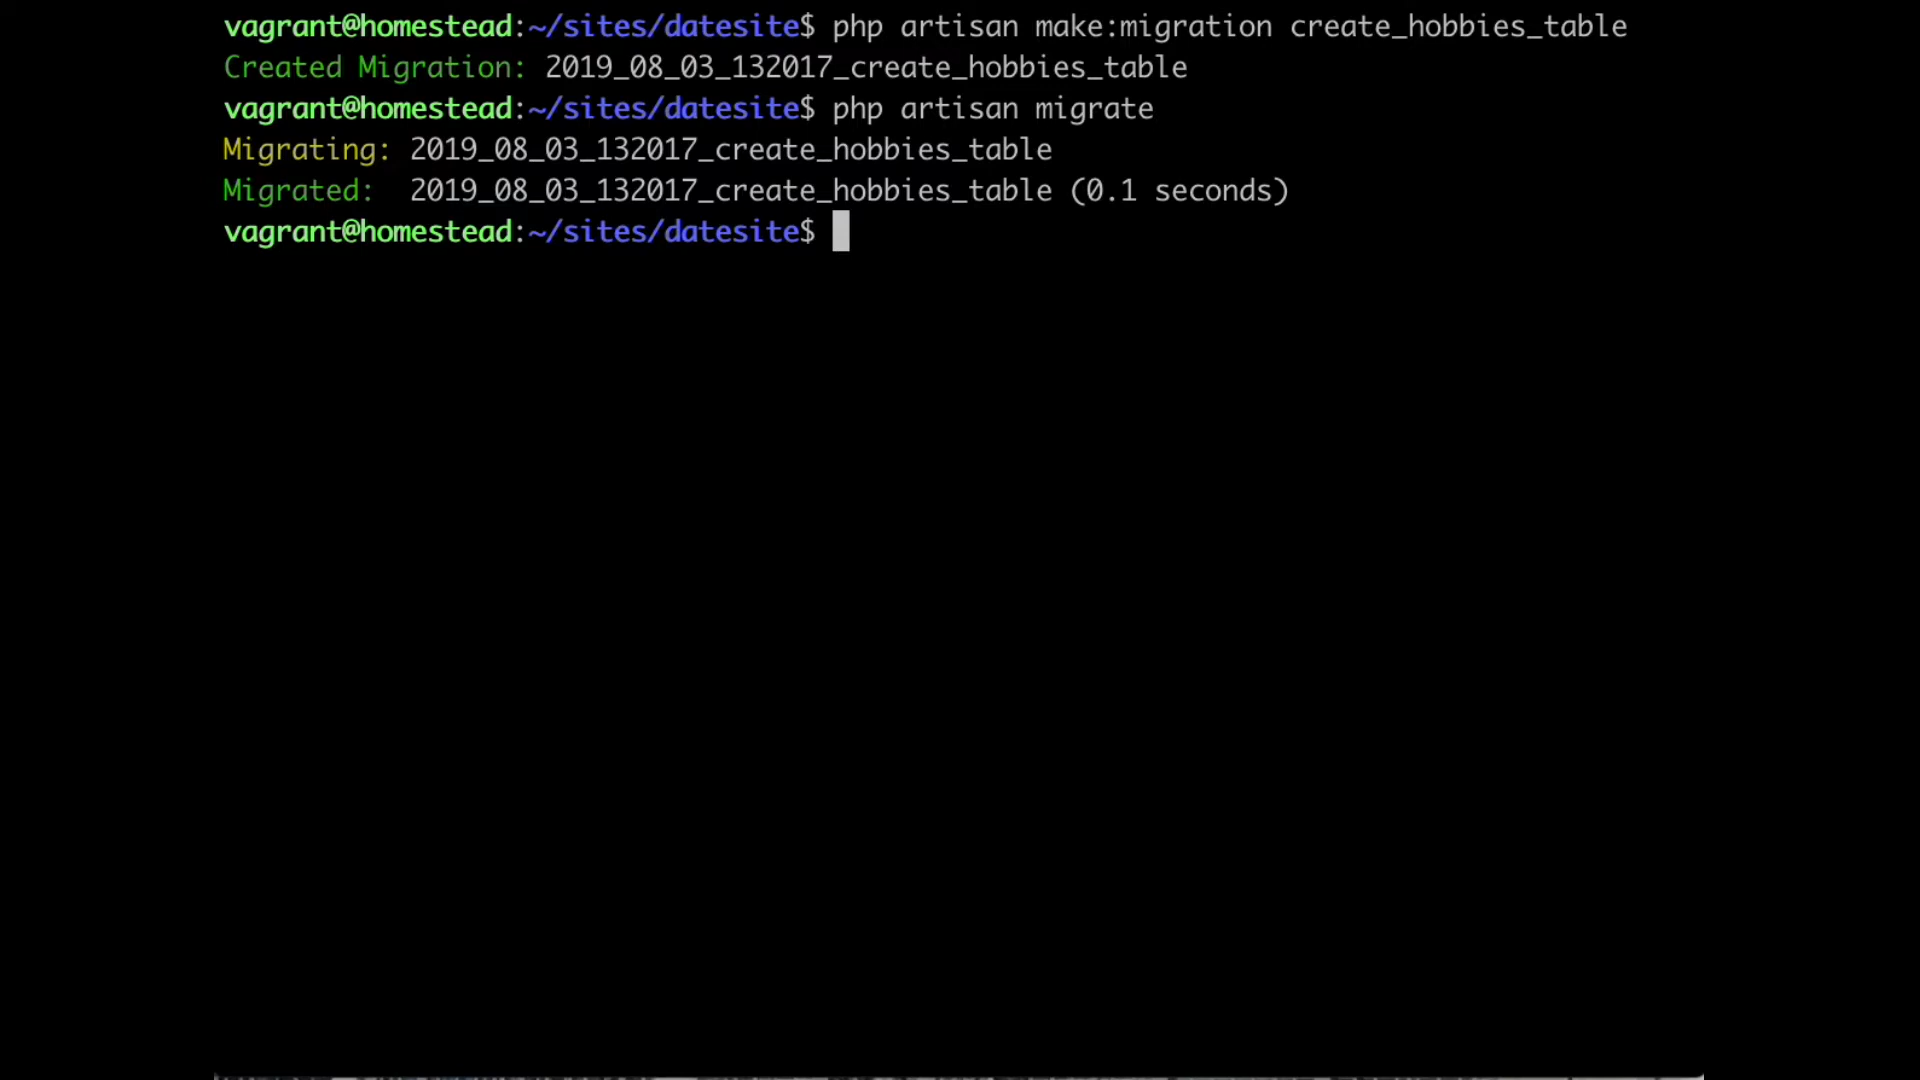 vagrant@homestead:~/sites/datesite$ php artisan make:migration create_hobbies_table
Created Migration: 2019_08_03_132017_create_hobbies_table
vagrant@homestead:~/sites/datesite$ php artisan migrate
Migrating: 2019_08_03_132017_create_hobbies_table
Migrated:  2019_08_03_132017_create_hobbies_table (0.1 seconds)
vagrant@homestead:~/sites/datesite$